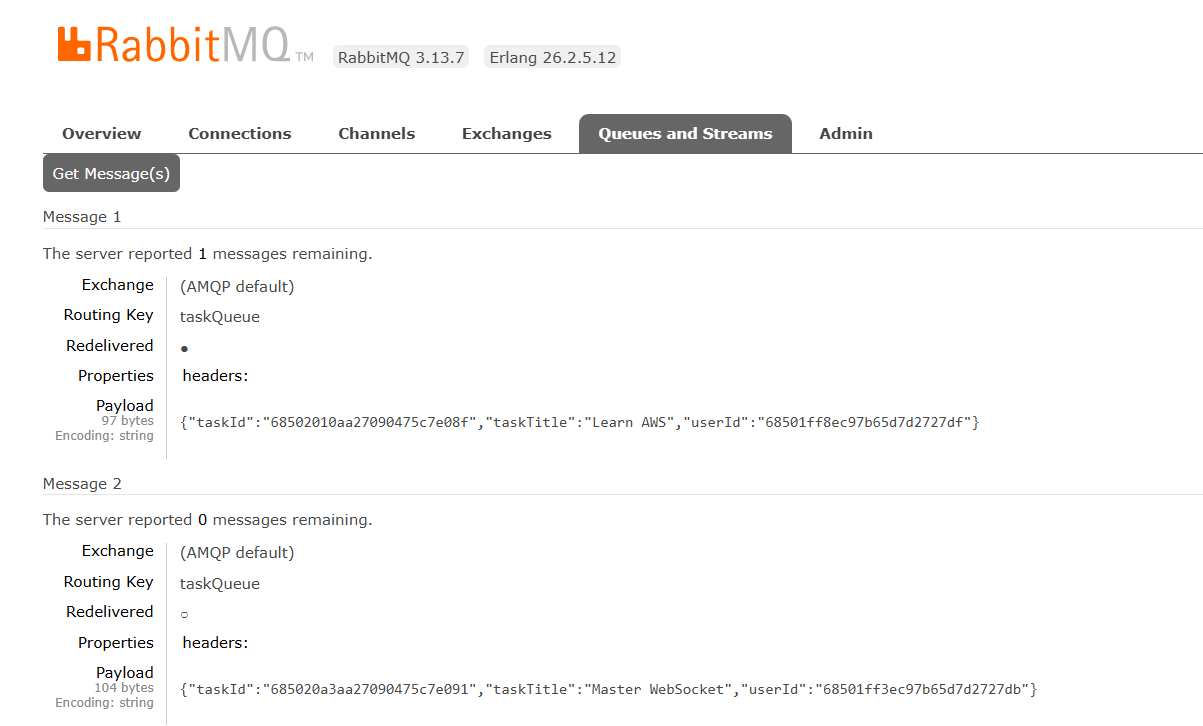 RabbitMQ TM RabbitMQ 3.13.7 Erlang 26.2.5.12
Overview Connections Channels Exchanges Queues and Streams Admin
Get Message(s)
Message 1
The server reported 1 messages remaining.
Exchange (AMQP default)
Routing Key taskQueue
Redelivered ●
Properties headers:
Payload
97 bytes
Encoding: string
{"taskId":"68502010aa27090475c7e08f","taskTitle":"Learn AWS","userId":"68501ff8ec97b65d7d2727df"}
Message 2
The server reported 0 messages remaining.
Exchange (AMQP default)
Routing Key taskQueue
Redelivered ○
Properties headers:
Payload
104 bytes
Encoding: string
{"taskId":"685020a3aa27090475c7e091","taskTitle":"Master WebSocket","userId":"68501ff3ec97b65d7d2727db"}